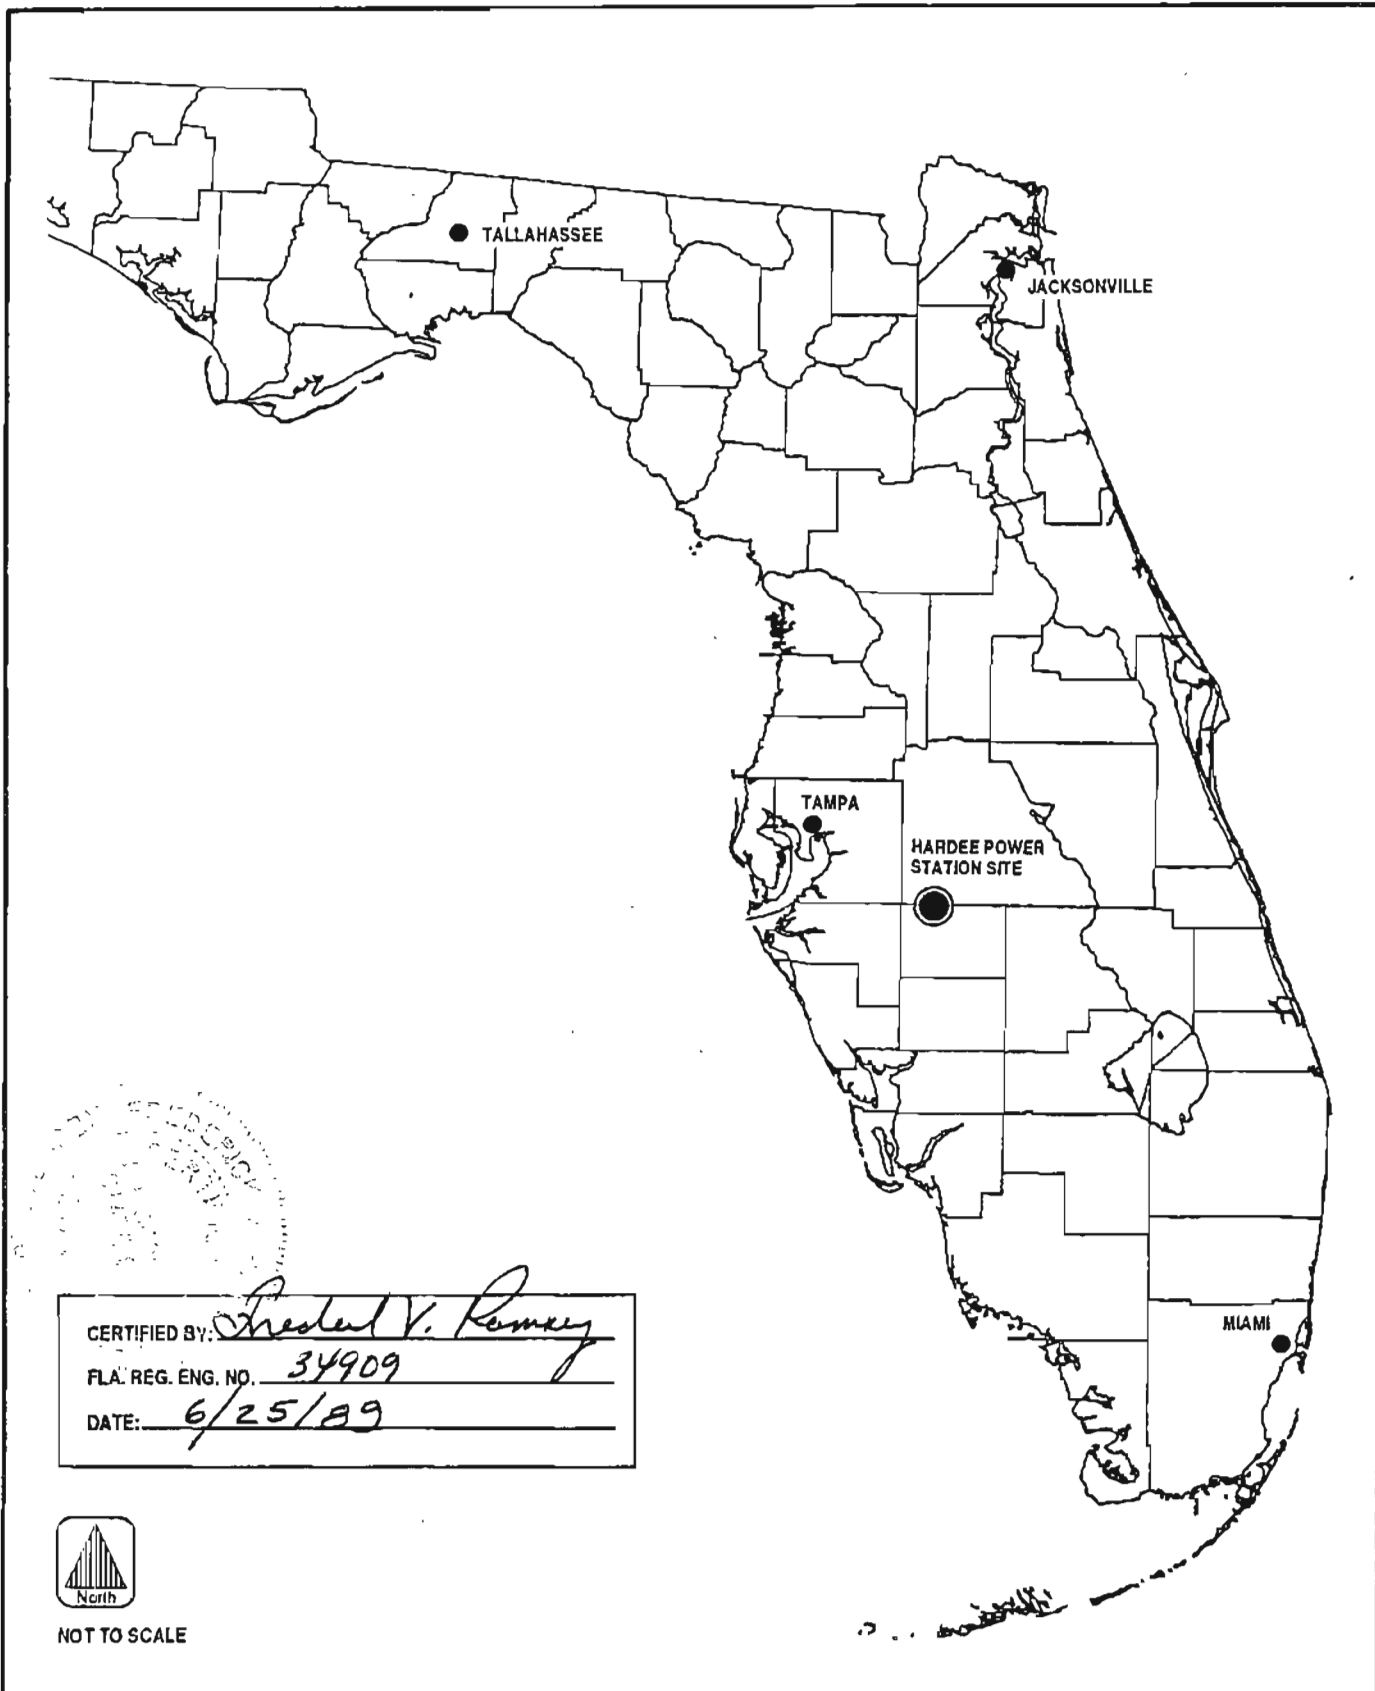 TALLAHASSEE
JACKSONVILLE
TAMPA
HARDEE POWER
STATION SITE
MIAMI
CERTIFIED BY: V. Ramsey
FLA. REG. ENG. NO. 34909
DATE: 6/25/89
North
NOT TO SCALE